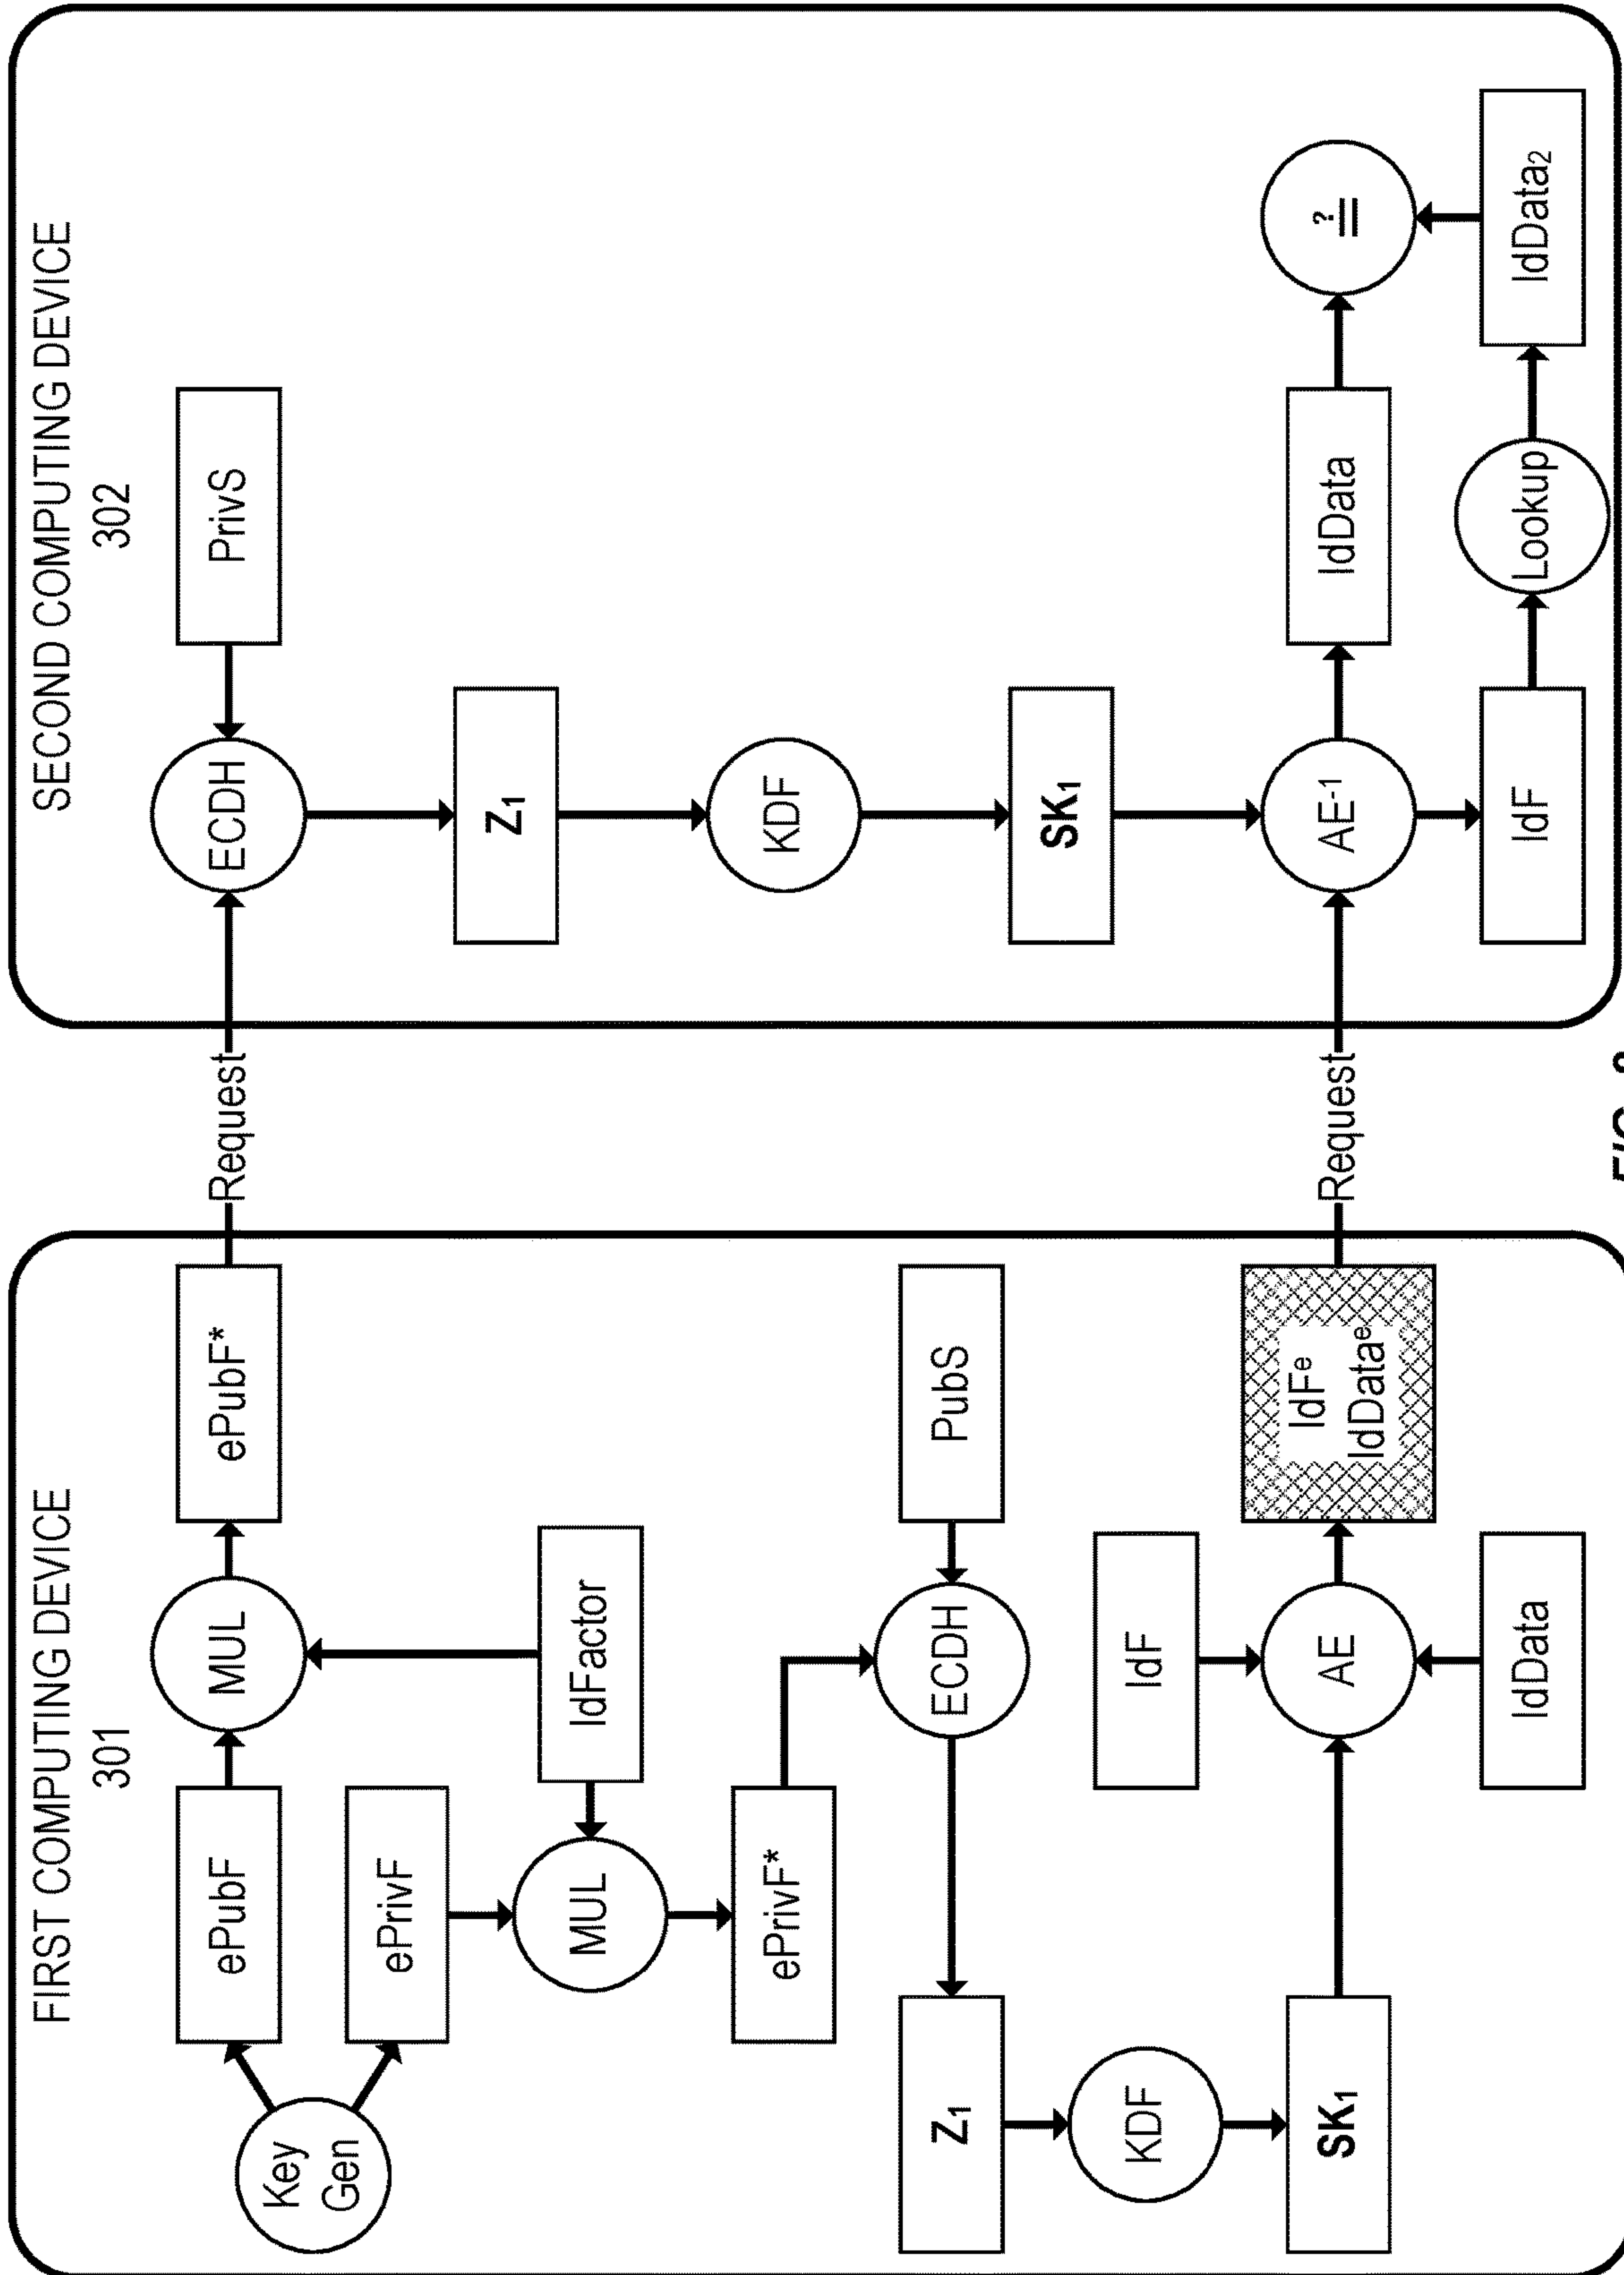 FIRST COMPUTING DEVICE
301
Key
Gen
ePubF
MUL
ePubF*
ePrivF
MUL
IdFactor
ePrivF*
Z1
ECDH
PubS
KDF
SK1
IdF
AE
IdData
IdFe
IdDatae
Request
Request
SECOND COMPUTING DEVICE
302
ECDH
PrivS
Z1
KDF
SK1
AE-1
IdData
?
=
IdF
Lookup
IdData2